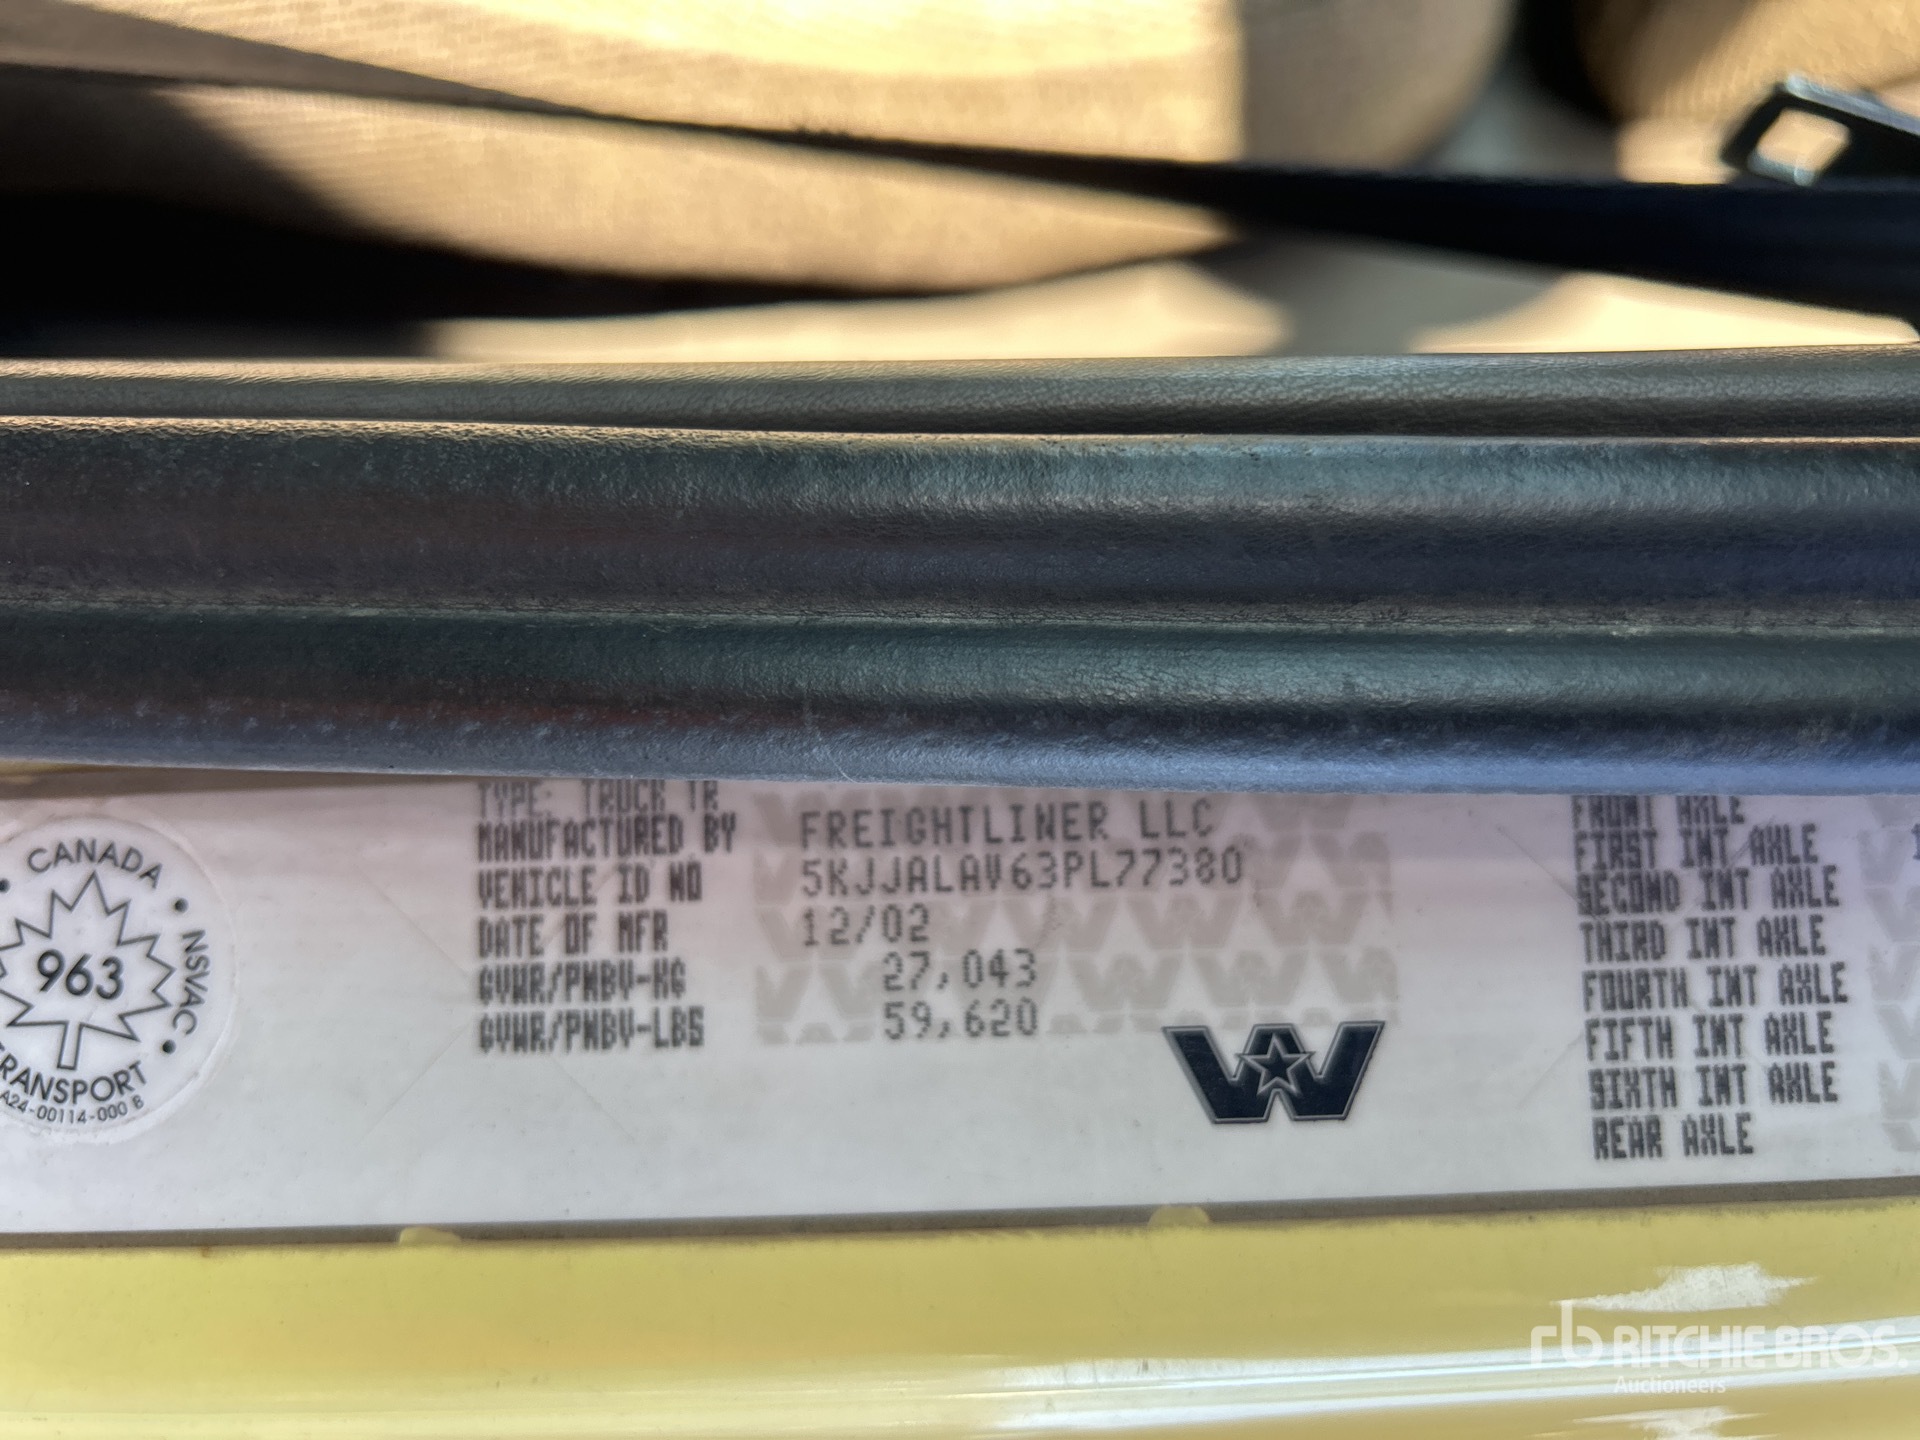 CANADA
963
NSVAC
TRANSPORT
A24-00114-000 B
TYPE: TRUCK TR
MANUFACTURED BY FREIGHTLINER LLC
VEHICLE ID NO 5KJJALAV63PL77380
DATE OF MFR 12/02
GVWR/PNBV-KG 27,043
GVWR/PNBV-LBS 59,620
W
FRONT AXLE
FIRST INT AXLE
SECOND INT AXLE
THIRD INT AXLE
FOURTH INT AXLE
FIFTH INT AXLE
SIXTH INT AXLE
REAR AXLE
rb RITCHIE BROS.
Auctioneers